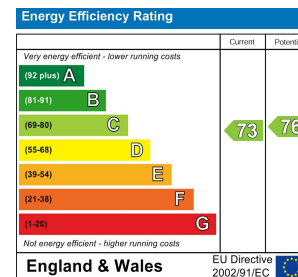 Energy Efficiency Rating
Current Potenti
Very energy efficient - lower running costs
(92 plus) A
(81-91) B
(69-80) C 73 76
(55-68) D
(39-54) E
(21-38) F
(1-20) G
Not energy efficient - higher running costs
England & Wales EU Directive
2002/91/EC